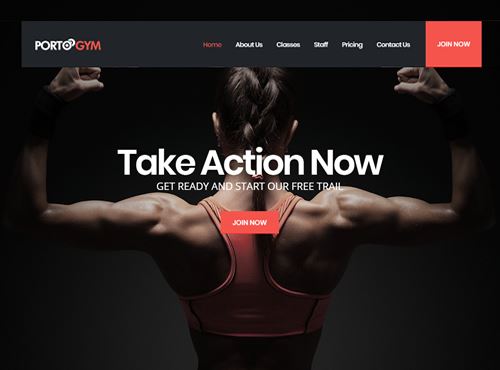 PORTO GYM
Home About Us Classes Staff Pricing Contact Us JOIN NOW
Take Action Now
GET READY AND START OUR FREE TRAIL
JOIN NOW